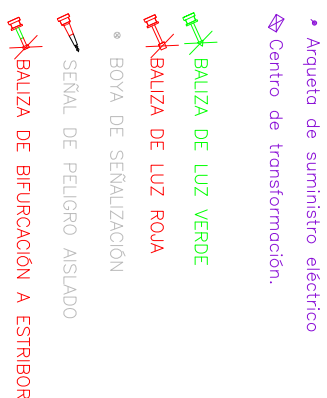 Arqueta de suministro eléctrico
Centro de transformación.
BALIZA DE LUZ VERDE
BALIZA DE LUZ ROJA
BOYA DE SEÑALIZACIÓN
SEÑAL DE PELIGRO AISLADO
BALIZA DE BIFURCACIÓN A ESTRIBOR